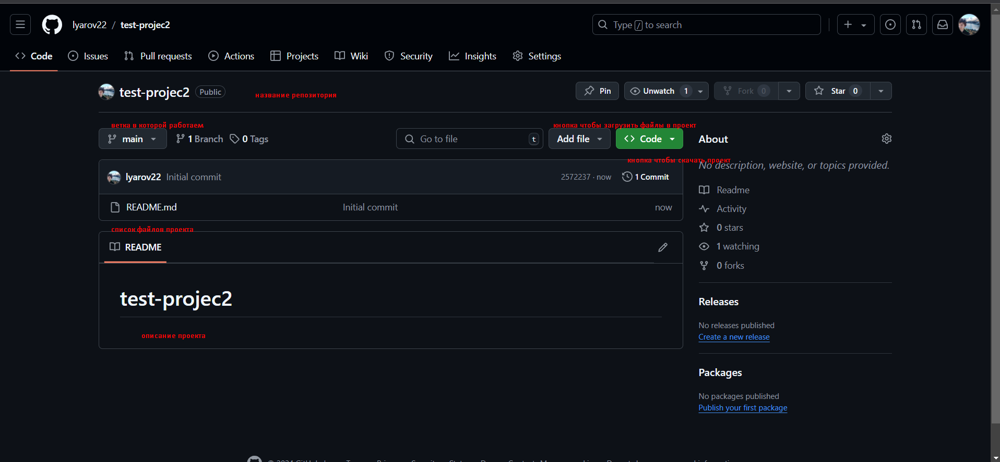 lyarov22 / test-projec2
Type / to search
Code Issues Pull requests Actions Projects Wiki Security Insights Settings
test-projec2 Public
название репозитория
Pin Unwatch 1 Fork 0 Star 0
ветка в которой работаем
кнопка чтобы загрузить файлы в проект
main 1 Branch 0 Tags
Go to file t
Add file Code
About
кнопка чтобы скачать проект
No description, website, or topics provided.
lyarov22 Initial commit
2572237 · now 1 Commit
Readme
README.md Initial commit now
Activity
список файлов проекта
0 stars
README
1 watching
0 forks
test-projec2
Releases
No releases published
описание проекта
Create a new release
Packages
No packages published
Publish your first package